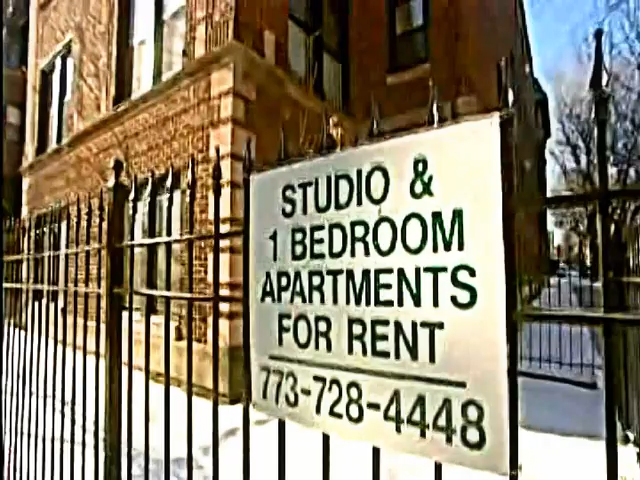 STUDIO &
1 BEDROOM
APARTMENTS
FOR RENT
773-728-4448